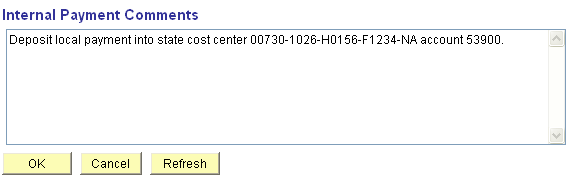 Internal Payment Comments
Deposit local payment into state cost center 00730-1026-H0156-F1234-NA account 53900.
OK Cancel Refresh